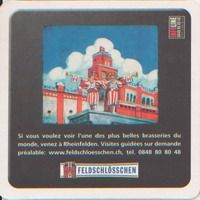 Si vous voulez voir l'une des plus belles brasseries du
monde, venez à Rheinfelden. Visites guidées sur demande
préalable: www.feldschloesschen.ch, tél. 0848 80 80 48
FELDSCHLÖSSCHEN